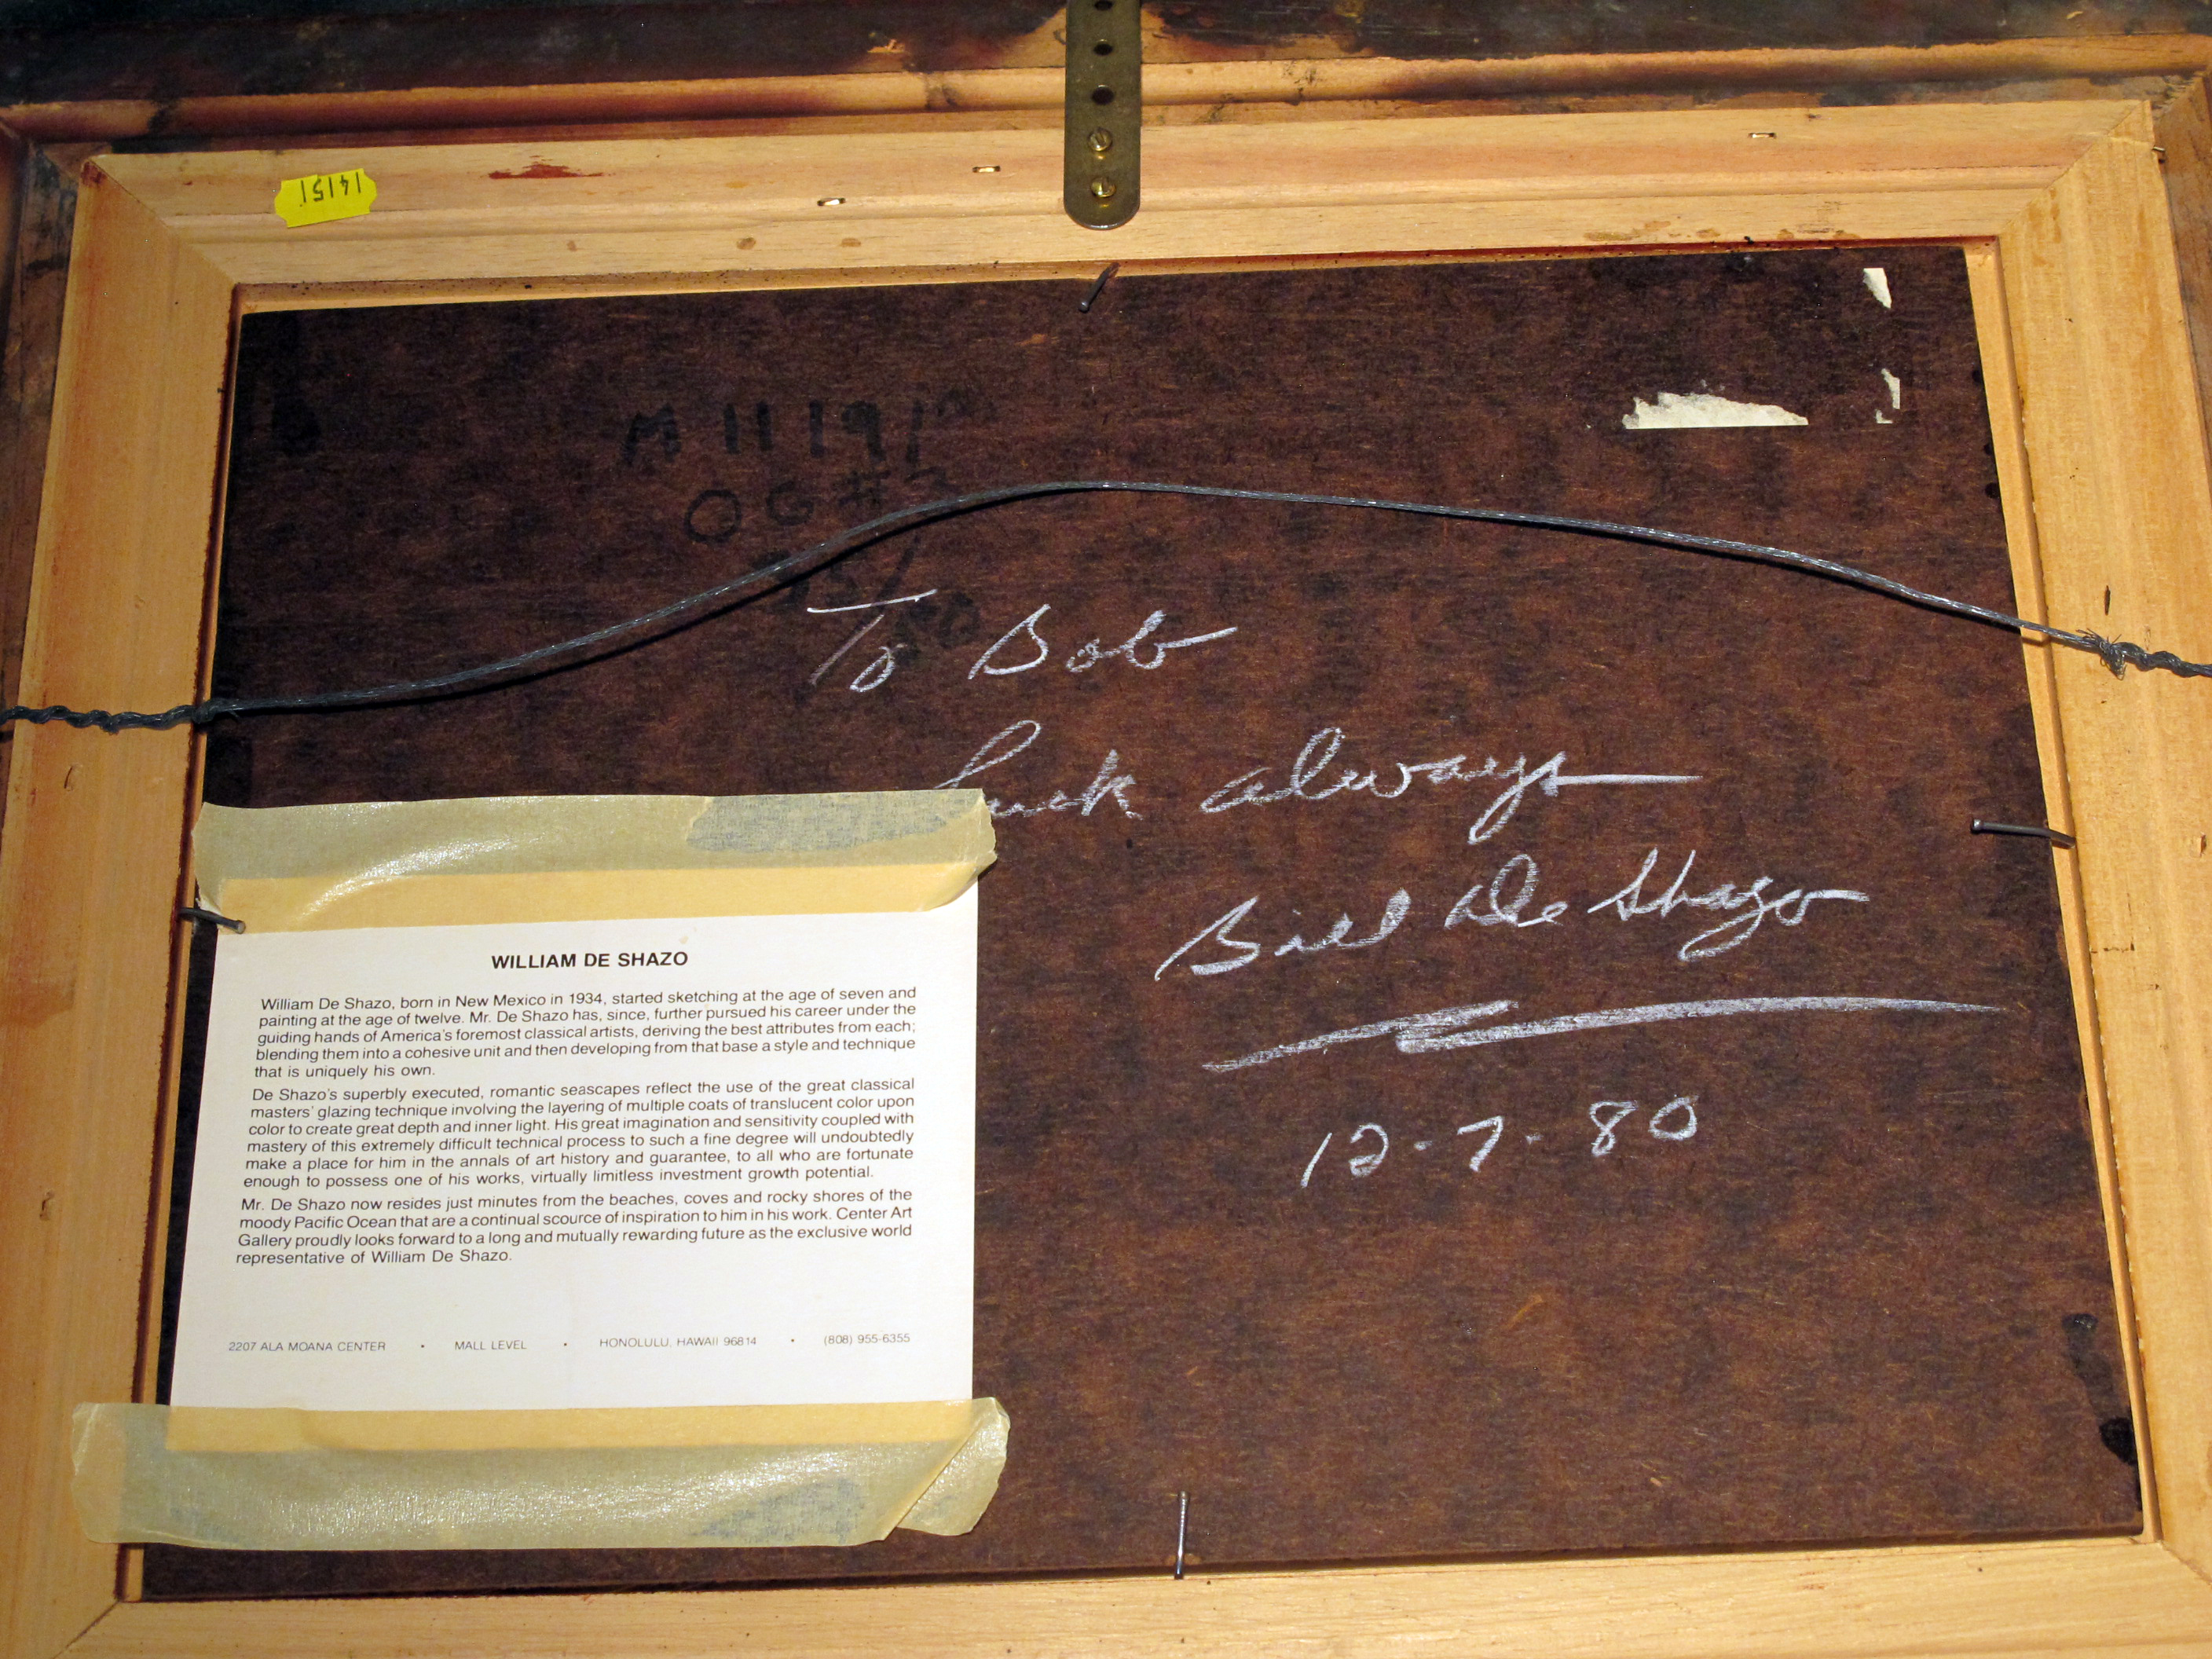 14151
M 11191
OG#2
To Bob
luck always
Bill De Shazo
12-7-80
WILLIAM DE SHAZO
William De Shazo, born in New Mexico in 1934, started sketching at the age of seven and
painting at the age of twelve. Mr. De Shazo has, since, further pursued his career under the
guiding hands of America's foremost classical artists, deriving the best attributes from each;
blending them into a cohesive unit and then developing from that base a style and technique
that is uniquely his own.
De Shazo's superbly executed, romantic seascapes reflect the use of the great classical
masters' glazing technique involving the layering of multiple coats of translucent color upon
color to create great depth and inner light. His great imagination and sensitivity coupled with
mastery of this extremely difficult technical process to such a fine degree will undoubtedly
make a place for him in the annals of art history and guarantee, to all who are fortunate
enough to possess one of his works, virtually limitless investment growth potential.
Mr. De Shazo now resides just minutes from the beaches, coves and rocky shores of the
moody Pacific Ocean that are a continual scource of inspiration to him in his work. Center Art
Gallery proudly looks forward to a long and mutually rewarding future as the exclusive world
representative of William De Shazo.
2207 ALA MOANA CENTER • MALL LEVEL • HONOLULU, HAWAII 96814 • (808) 955-6355